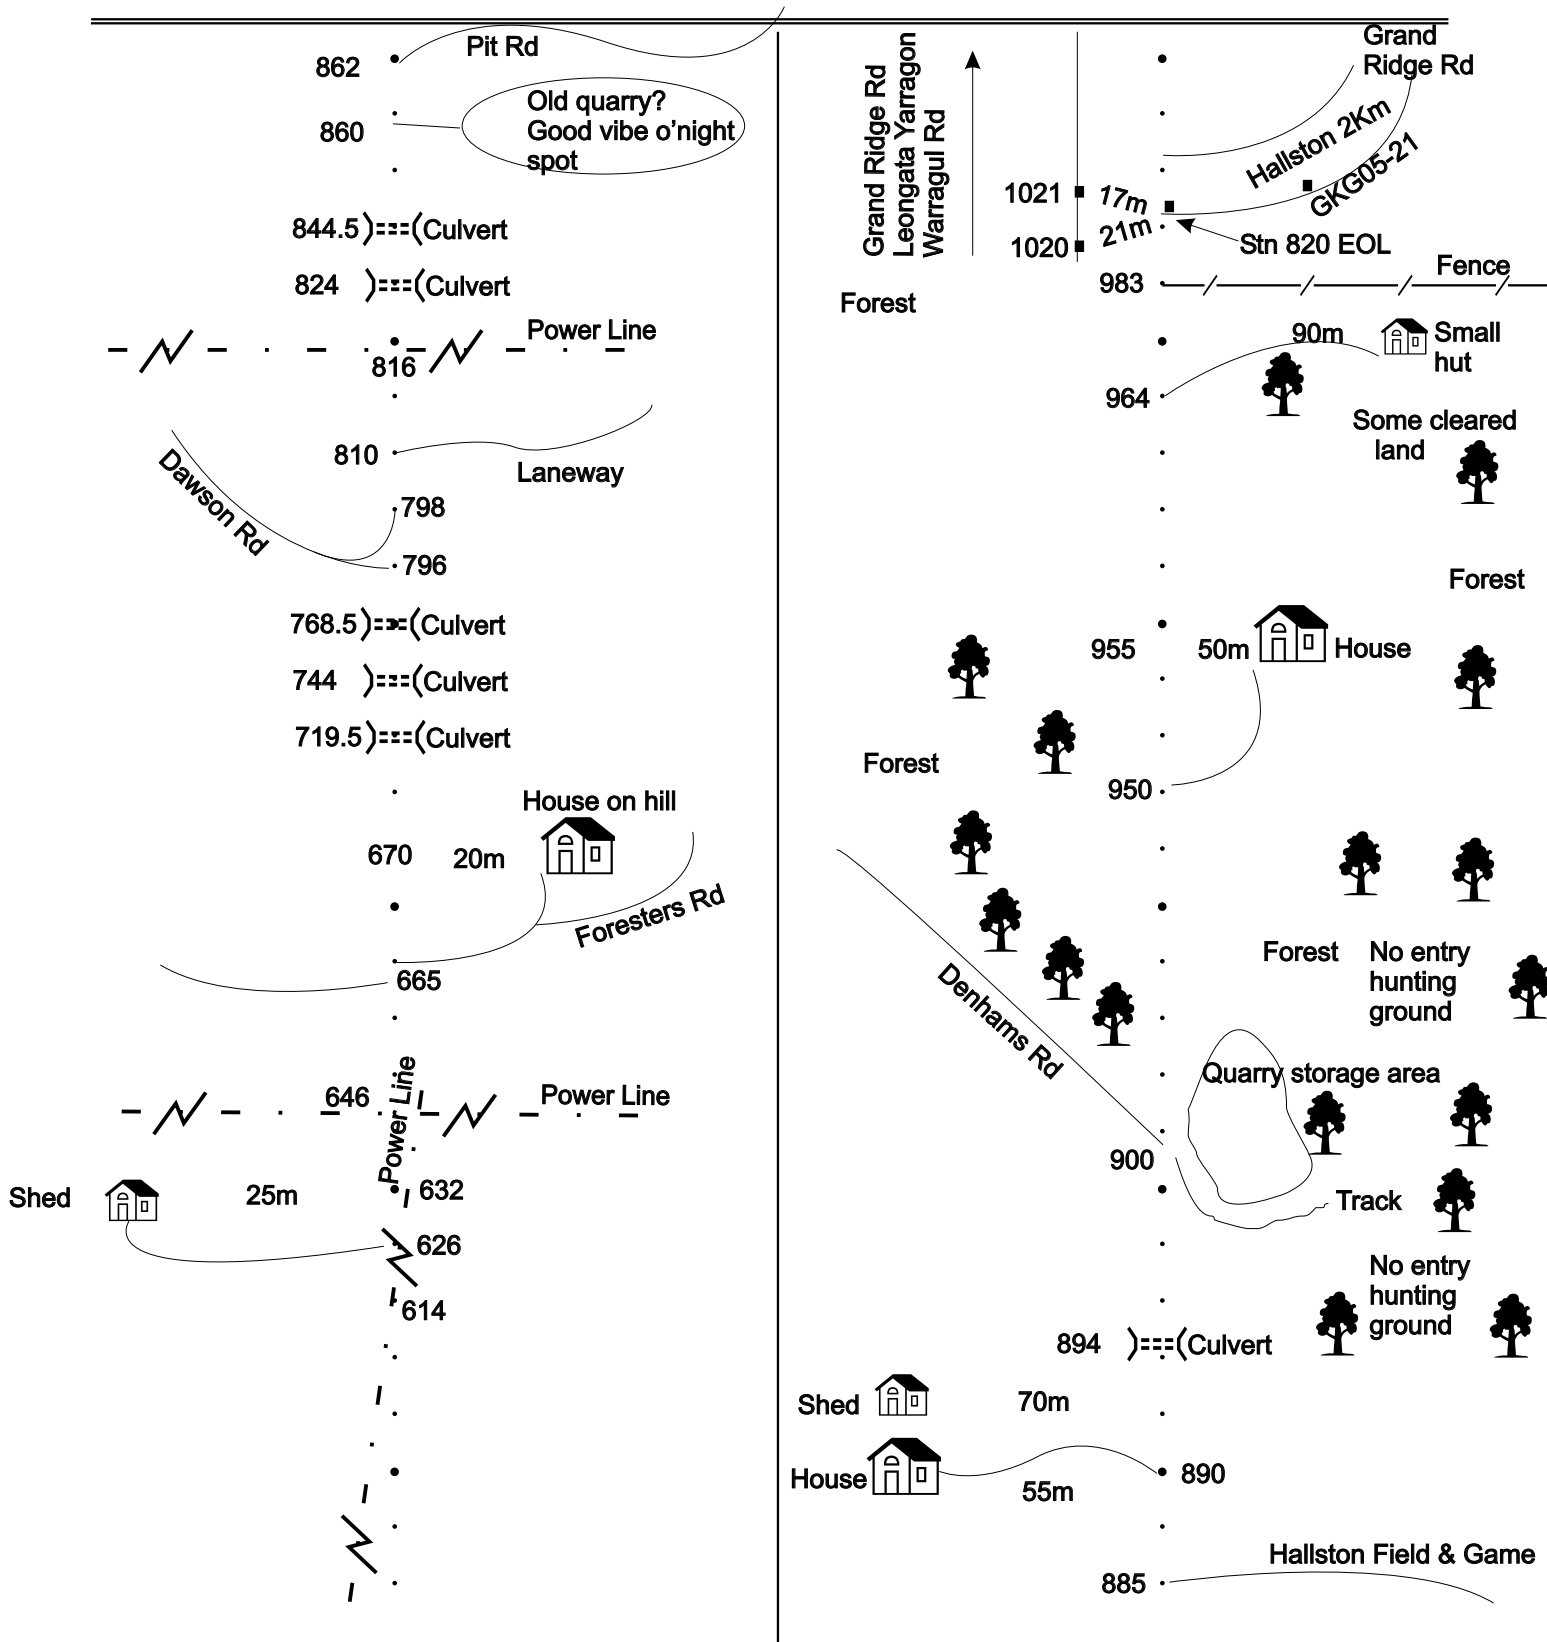 Pit Rd
862
Old quarry?
860
Good vibe o'night
spot
844.5
Culvert
824
Culvert
Power Line
816
810
Laneway
Dawson Rd
798
796
768.5
Culvert
744
Culvert
719.5
Culvert
House on hill
670
20m
Foresters Rd
665
Power Line
646
Power Line
Shed
25m
632
626
614
Grand Ridge Rd
Leongata Yarragon
Warragul Rd
Grand
Ridge Rd
Hallston 2Km
GKG05-21
1021
17m
21m
1020
Stn 820 EOL
983
Fence
Forest
90m
Small
hut
964
Some cleared
land
Forest
955
50m
House
Forest
950
Forest
No entry
hunting
ground
Denhams Rd
Quarry storage area
900
Track
No entry
hunting
ground
894
Culvert
Shed
70m
House
890
55m
Hallston Field & Game
885